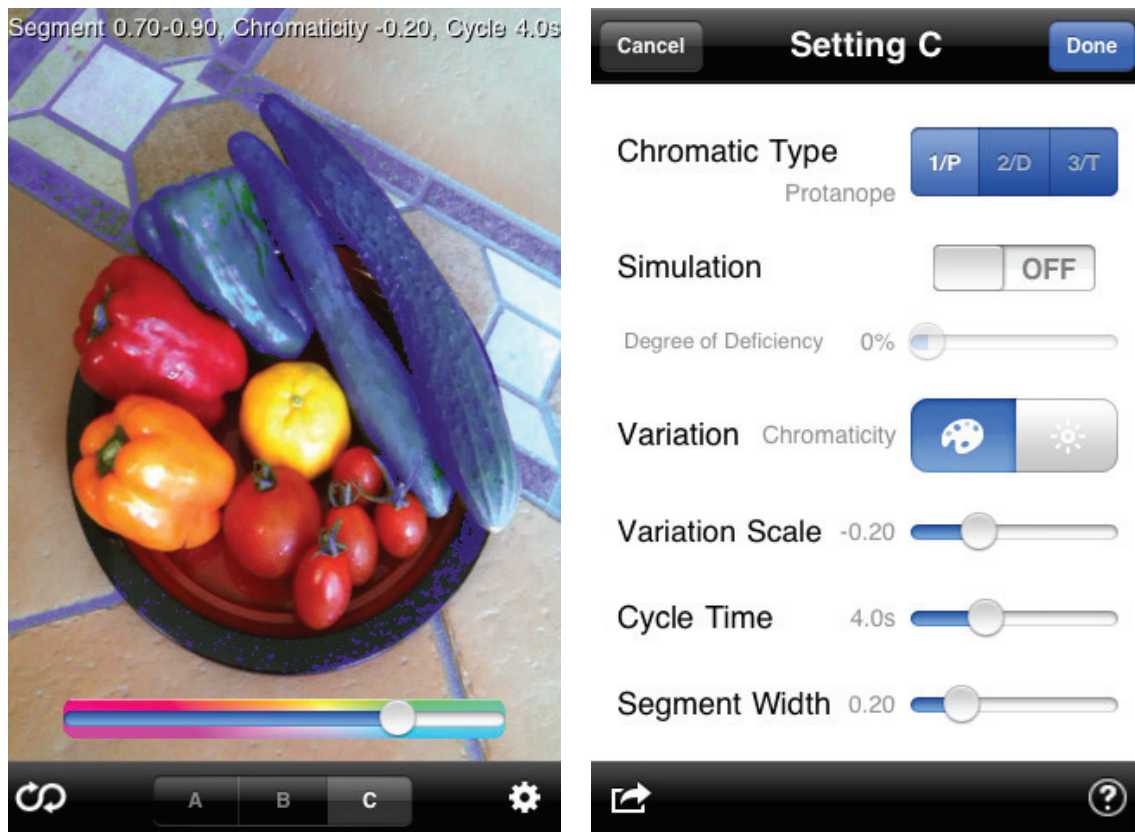 Segment 0.70-0.90, Chromaticity -0.20, Cycle 4.0s
A B C
Cancel Setting C Done
Chromatic Type 1/P 2/D 3/T
Protanope
Simulation OFF
Degree of Deficiency 0%
Variation Chromaticity
Variation Scale -0.20
Cycle Time 4.0s
Segment Width 0.20
?